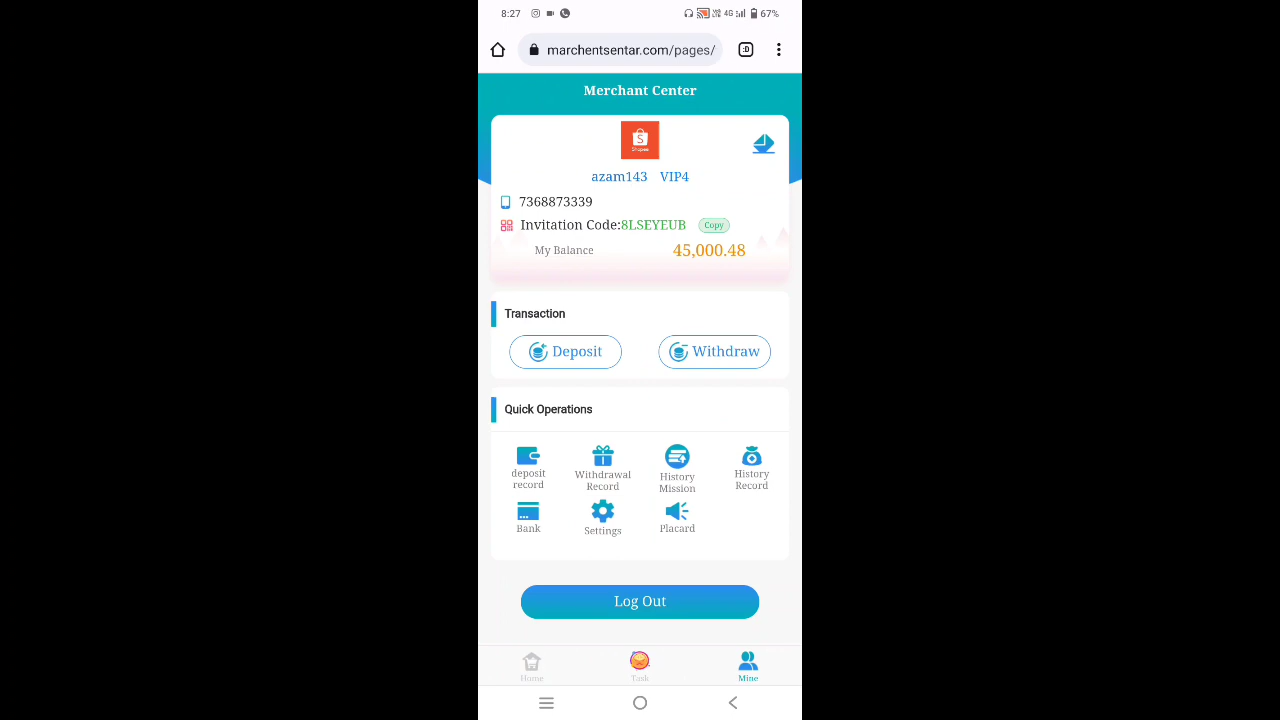 8:27
4G 67%
marchentsentar.com/pages/
:D
Merchant Center
S
Shopee
azam143 VIP4
7368873339
Invitation Code:8LSEYEUB Copy
My Balance 45,000.48
Transaction
Deposit Withdraw
Quick Operations
deposit record
Withdrawal Record
History Mission
History Record
Bank
Settings
Placard
Log Out
Home Task Mine